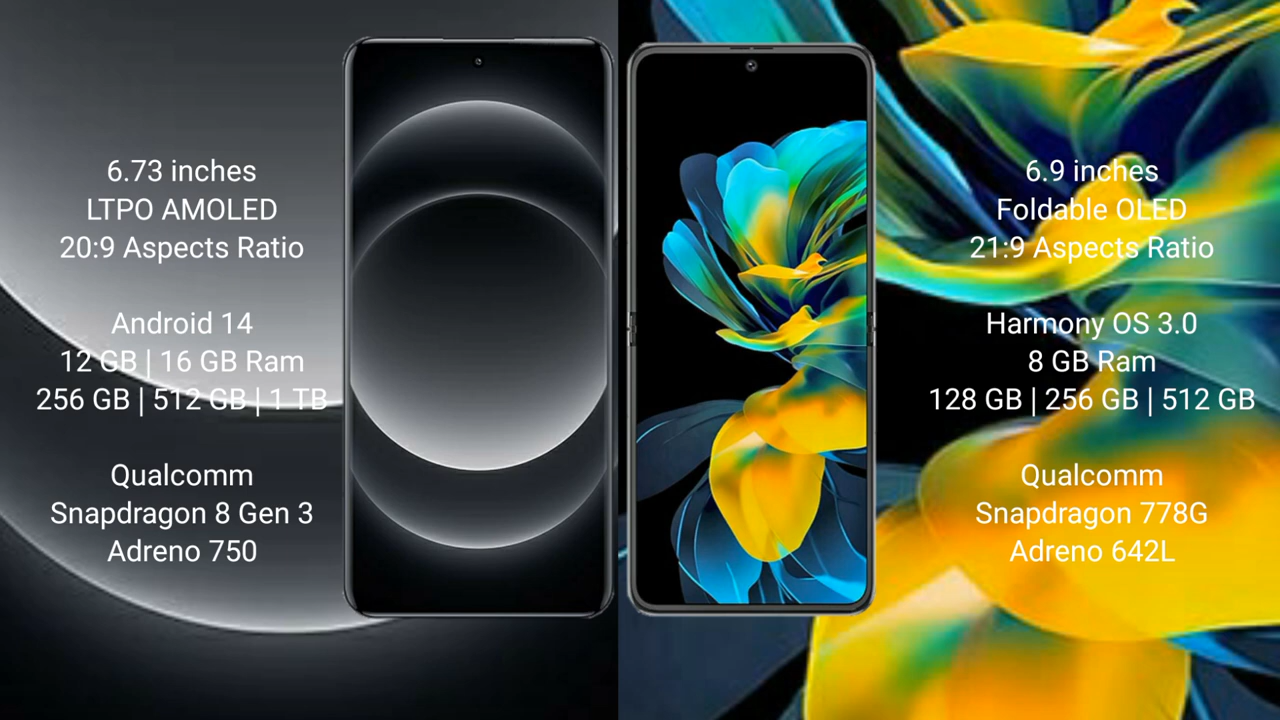 6.73 inches
LTPO AMOLED
20:9 Aspects Ratio
Android 14
12 GB | 16 GB Ram
256 GB | 512 GB | 1 TB
Qualcomm
Snapdragon 8 Gen 3
Adreno 750
6.9 inches
Foldable OLED
21:9 Aspects Ratio
Harmony OS 3.0
8 GB Ram
128 GB | 256 GB | 512 GB
Qualcomm
Snapdragon 778G
Adreno 642L